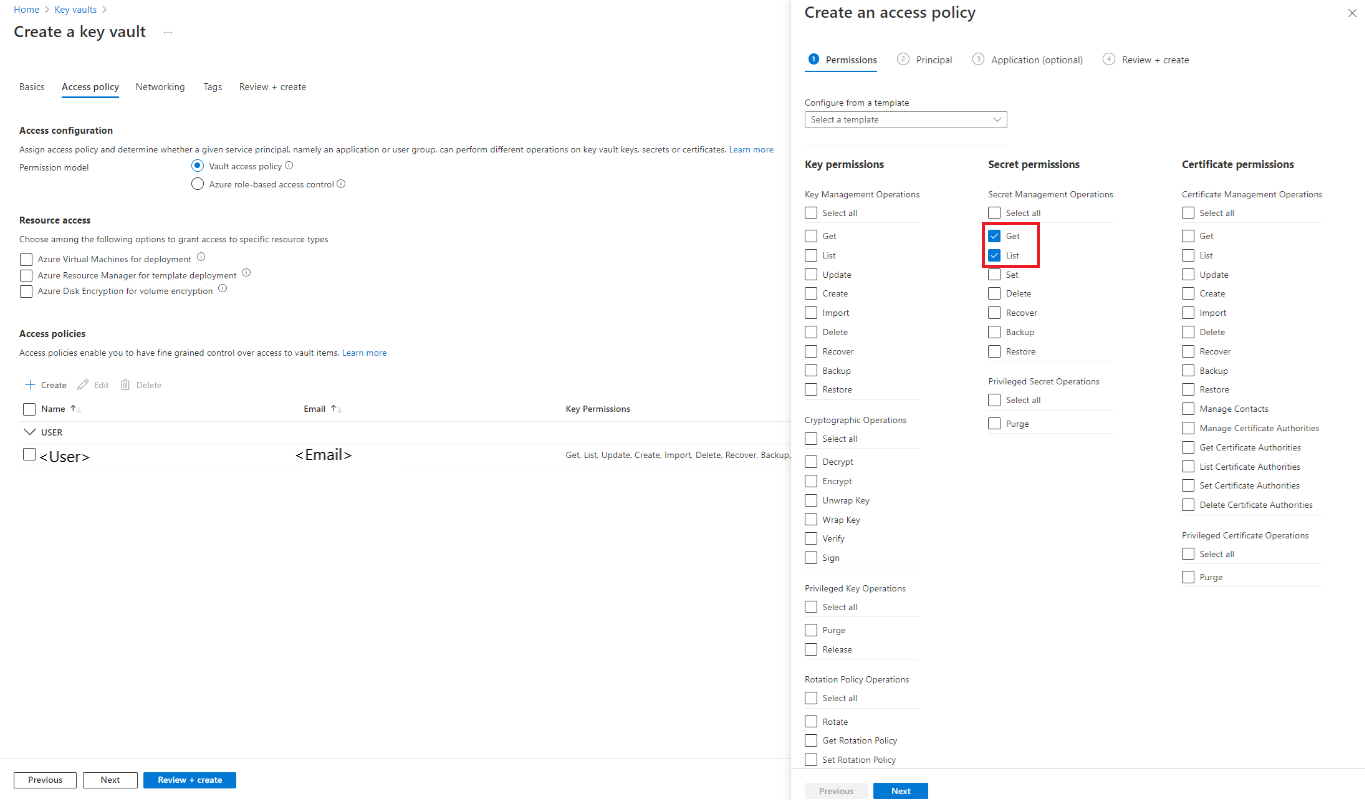 Home > Key vaults >
Create a key vault ...
Basics Access policy Networking Tags Review + create
Access configuration
Assign access policy and determine whether a given service principal, namely an application or user group, can perform different operations on key vault keys, secrets or certificates. Learn more
Permission model
Vault access policy
Azure role-based access control
Resource access
Choose among the following options to grant access to specific resource types
Azure Virtual Machines for deployment
Azure Resource Manager for template deployment
Azure Disk Encryption for volume encryption
Access policies
Access policies enable you to have fine grained control over access to vault items. Learn more
+ Create Edit Delete
Name Email Key Permissions
USER
<User> <Email> Get, List, Update, Create, Import, Delete, Recover, Backup,
Previous Next Review + create
Create an access policy
1 Permissions 2 Principal 3 Application (optional) 4 Review + create
Configure from a template
Select a template
Key permissions
Key Management Operations
Select all
Get
List
Update
Create
Import
Delete
Recover
Backup
Restore
Cryptographic Operations
Select all
Decrypt
Encrypt
Unwrap Key
Wrap Key
Verify
Sign
Privileged Key Operations
Select all
Purge
Release
Rotation Policy Operations
Select all
Rotate
Get Rotation Policy
Set Rotation Policy
Secret permissions
Secret Management Operations
Select all
Get
List
Set
Delete
Recover
Backup
Restore
Privileged Secret Operations
Select all
Purge
Certificate permissions
Certificate Management Operations
Select all
Get
List
Update
Create
Import
Delete
Recover
Backup
Restore
Manage Contacts
Manage Certificate Authorities
Get Certificate Authorities
List Certificate Authorities
Set Certificate Authorities
Delete Certificate Authorities
Privileged Certificate Operations
Select all
Purge
Previous Next